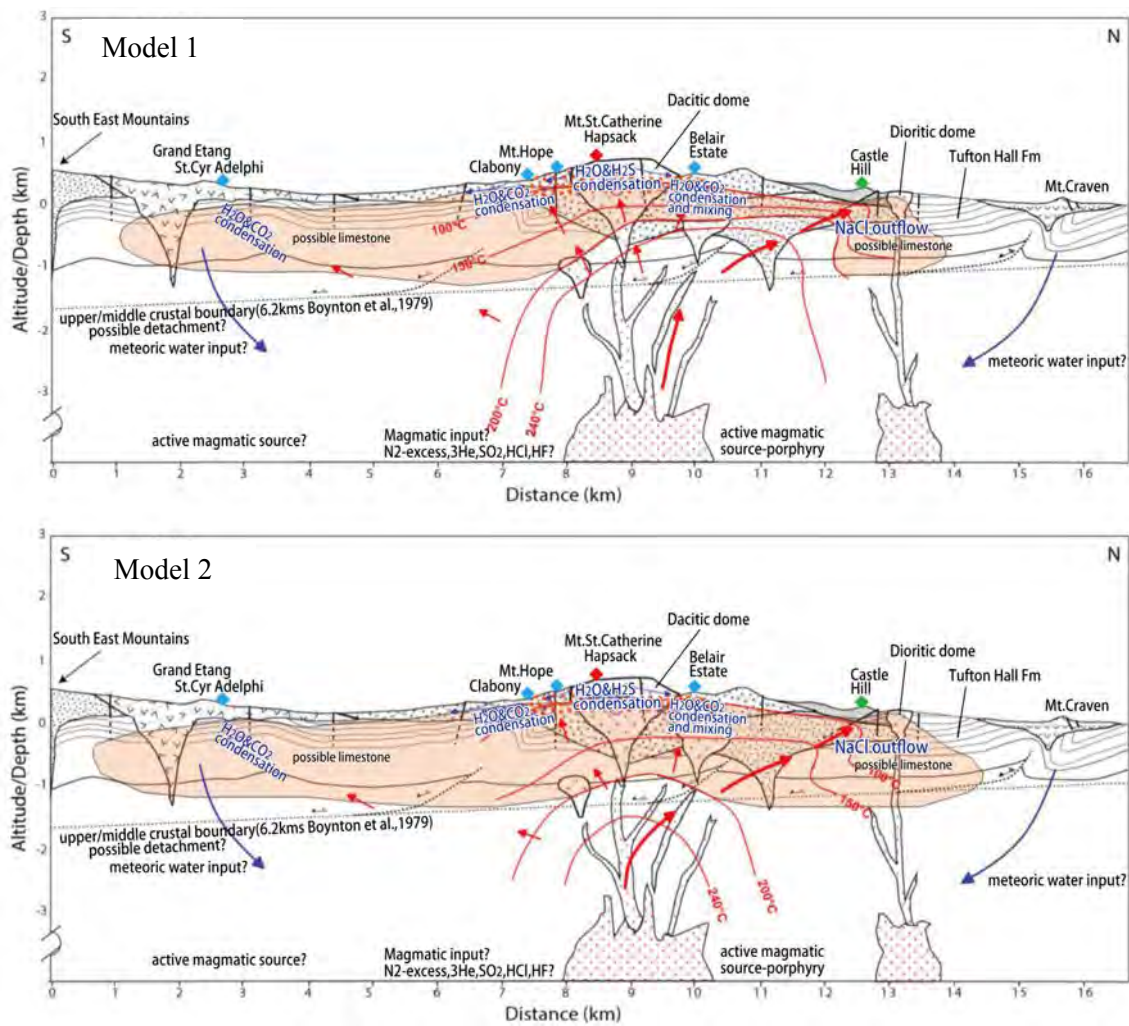 3
S
N
Model 1
2
Dacitic dome
South East Mountains
Mt.St.Catherine
Hapsack
Dioritic dome
1
Grand Etang
St.Cyr Adelphi
Mt.Hope
Clabony
Belair
Estate
Castle
Hill
Tufton Hall Fm
Mt.Craven
H2O&H2S
condensation
H2O&CO2
condensation
H2O&CO2
condensation
and mixing
H2O&CO2
condensation
0
100°C
possible limestone
NaCl.outflow
possible limestone
150°C
-1
upper/middle crustal boundary(6.2kms Boynton et al.,1979)
possible detachment?
-2
meteoric water input?
meteoric water input?
-3
200°C
240°C
active magmatic source?
Magmatic input?
N2-excess,3He,SO2,HCl,HF?
active magmatic
source-porphyry
Altitude/Depth (km)
0 1 2 3 4 5 6 7 8 9 10 11 12 13 14 15 16
Distance (km)
3
S
N
Model 2
2
Dacitic dome
South East Mountains
Mt.St.Catherine
Hapsack
Dioritic dome
1
Grand Etang
St.Cyr Adelphi
Mt.Hope
Clabony
Belair
Estate
Castle
Hill
Tufton Hall Fm
Mt.Craven
H2O&H2S
condensation
H2O&CO2
condensation
H2O&CO2
condensation
and mixing
H2O&CO2
condensation
0
possible limestone
NaCl.outflow
possible limestone
100°C
150°C
-1
upper/middle crustal boundary(6.2kms Boynton et al.,1979)
possible detachment?
-2
meteoric water input?
meteoric water input?
240°C
200°C
-3
active magmatic source?
Magmatic input?
N2-excess,3He,SO2,HCl,HF?
active magmatic
source-porphyry
Altitude/Depth (km)
0 1 2 3 4 5 6 7 8 9 10 11 12 13 14 15 16
Distance (km)